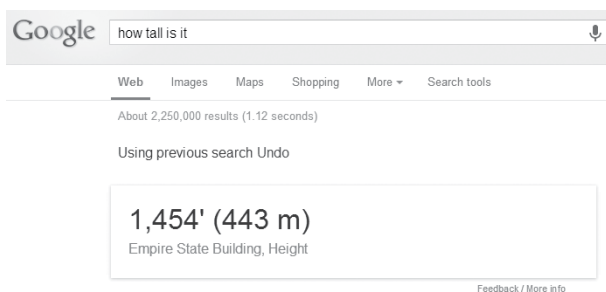 Google how tall is it
Web Images Maps Shopping More Search tools
About 2,250,000 results (1.12 seconds)
Using previous search Undo
1,454' (443 m)
Empire State Building, Height
Feedback / More info